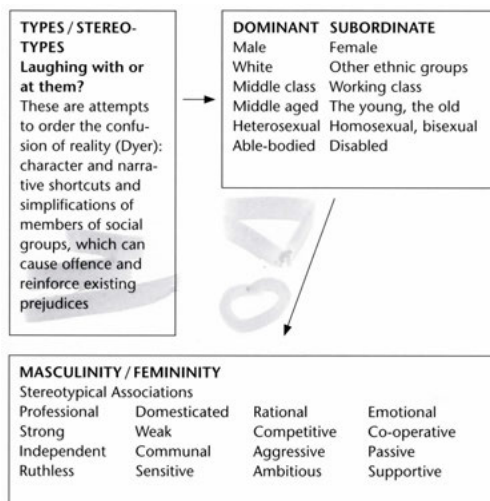 TYPES / STEREO-
TYPES
Laughing with or
at them?
These are attempts
to order the confu-
sion of reality (Dyer):
character and narra-
tive shortcuts and
simplifications of
members of social
groups, which can
cause offence and
reinforce existing
prejudices
DOMINANT SUBORDINATE
Male Female
White Other ethnic groups
Middle class Working class
Middle aged The young, the old
Heterosexual Homosexual, bisexual
Able-bodied Disabled
MASCULINITY / FEMININITY
Stereotypical Associations
Professional Domesticated Rational Emotional
Strong Weak Competitive Co-operative
Independent Communal Aggressive Passive
Ruthless Sensitive Ambitious Supportive